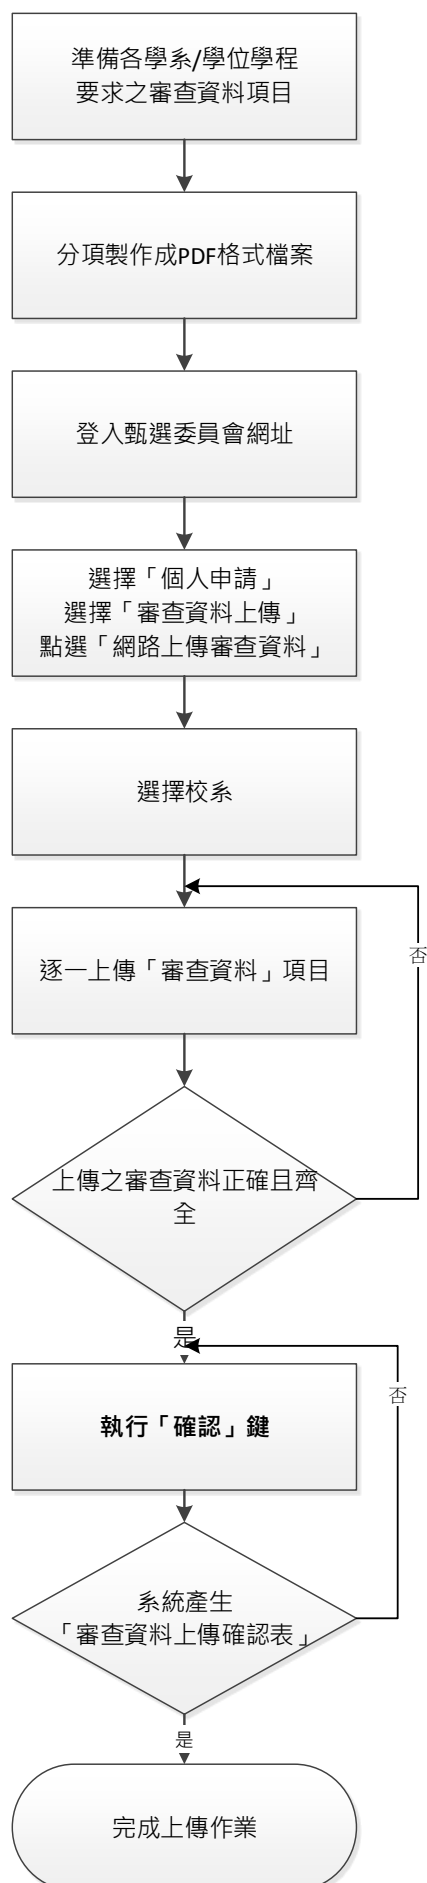 準備各學系/學位學程
要求之審查資料項目
分項製作成PDF格式檔案
登入甄選委員會網址
選擇「個人申請」
選擇「審查資料上傳」
點選「網路上傳審查資料」
選擇校系
逐一上傳「審查資料」項目
否
上傳之審查資料正確且齊
全
是
執行「確認」鍵
否
系統產生
「審查資料上傳確認表」
是
完成上傳作業